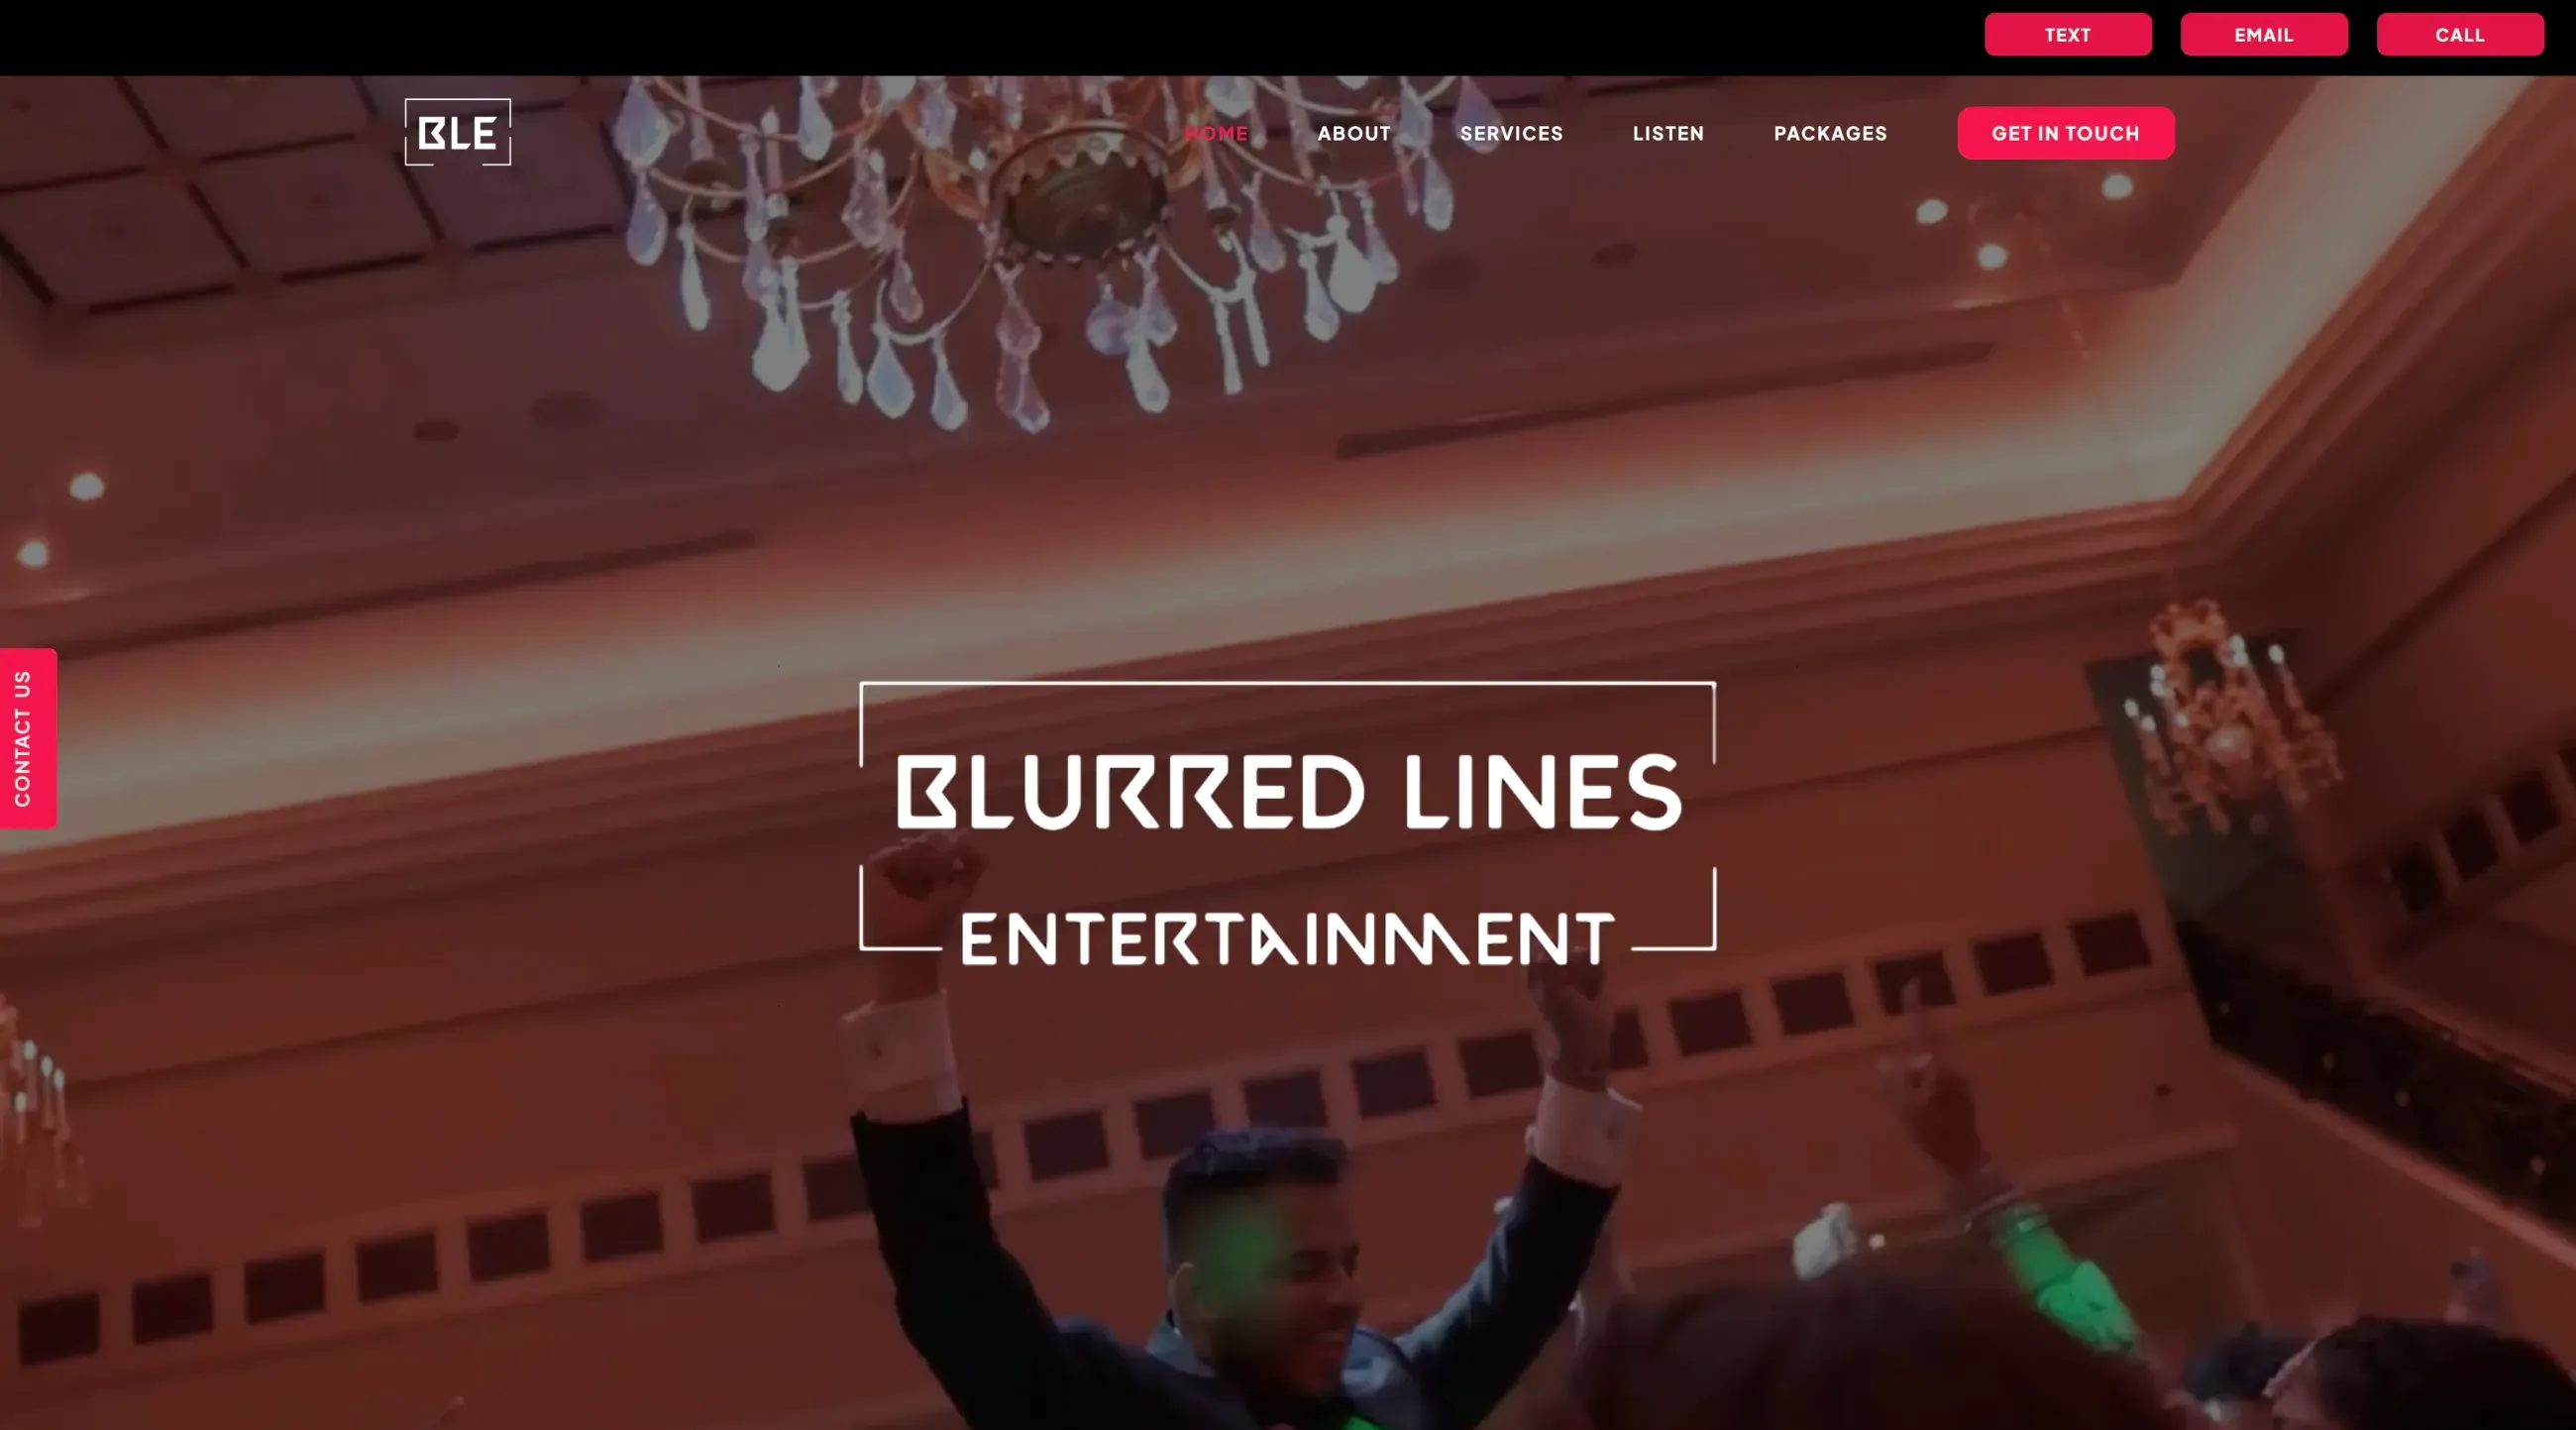 TEXT EMAIL CALL
BLE HOME ABOUT SERVICES LISTEN PACKAGES GET IN TOUCH
CONTACT US
BLURRED LINES
ENTERTAINMENT